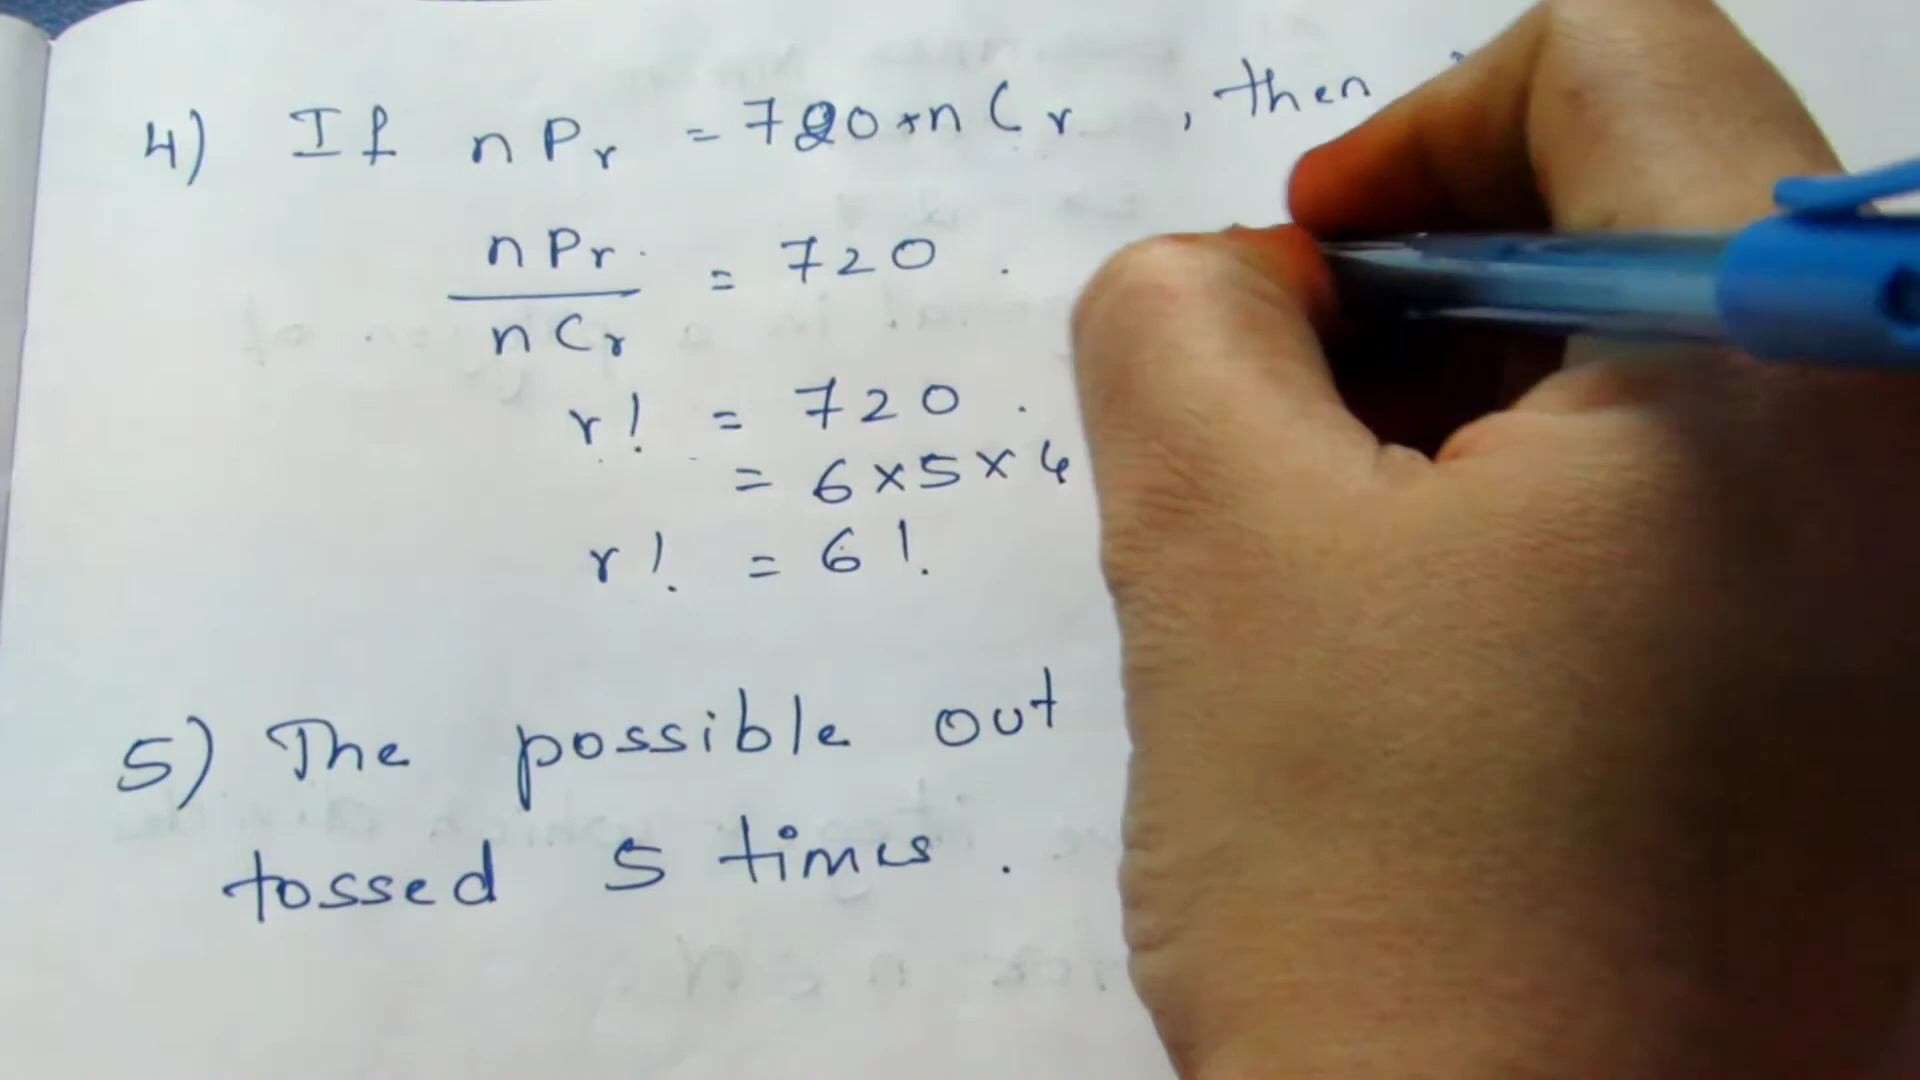 4) If nPr = 720 * nCr , then
nPr
nCr = 720 .
r! = 720 .
= 6 x 5 x 4
r! = 6!
5) The possible out
tossed 5 times .